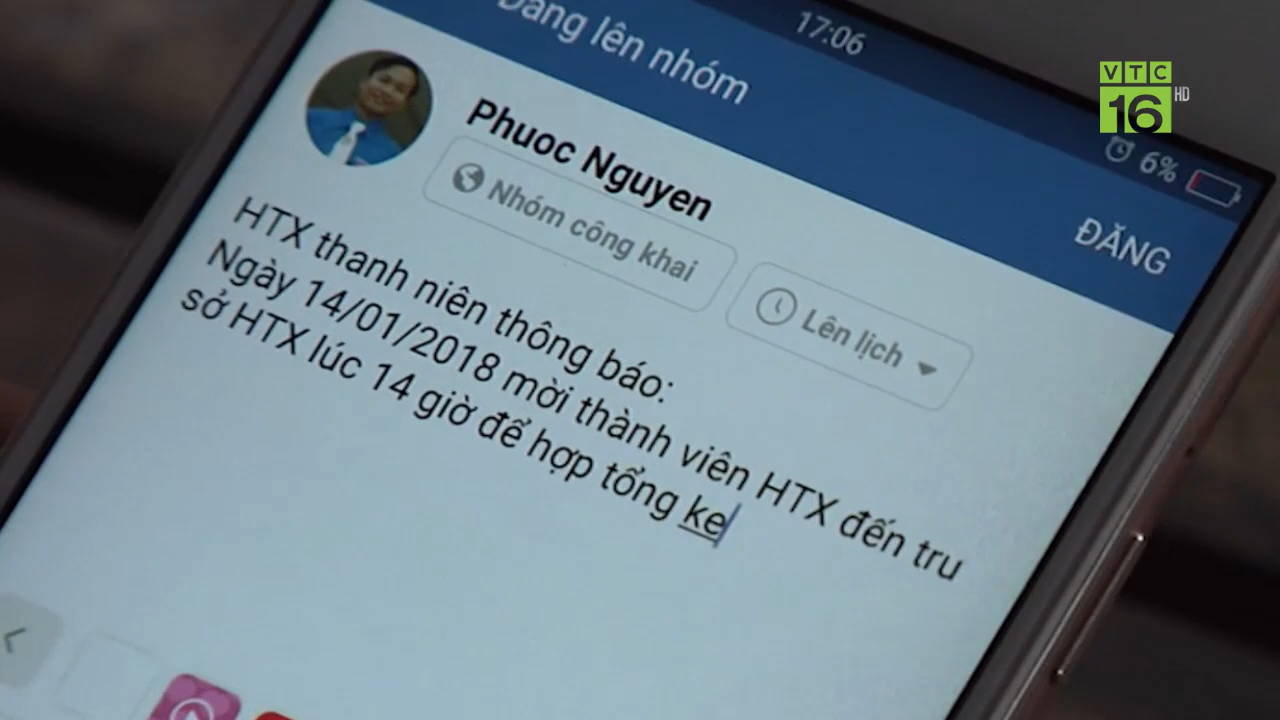 17:06
Đăng lên nhóm
VTC
16
HD
6%
ĐĂNG
Phuoc Nguyen
Nhóm công khai
Lên lịch
HTX thanh niên thông báo:
Ngày 14/01/2018 mời thành viên HTX đến tru
sở HTX lúc 14 giờ để hợp tổng ke